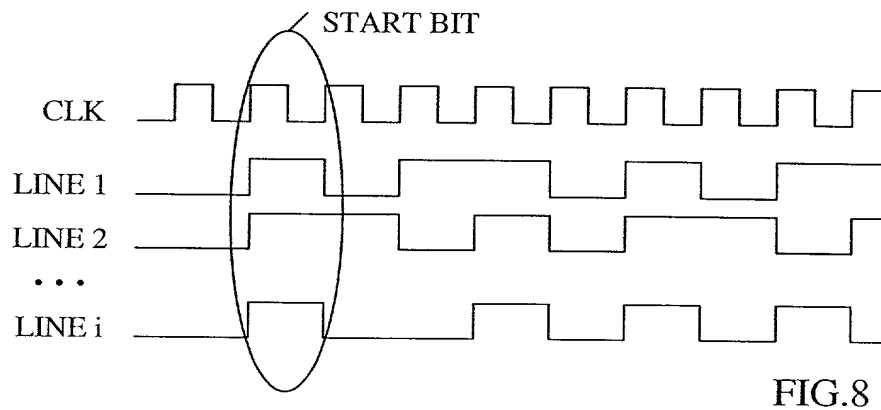 START BIT
CLK
LINE 1
LINE 2
...
LINE i
FIG.8